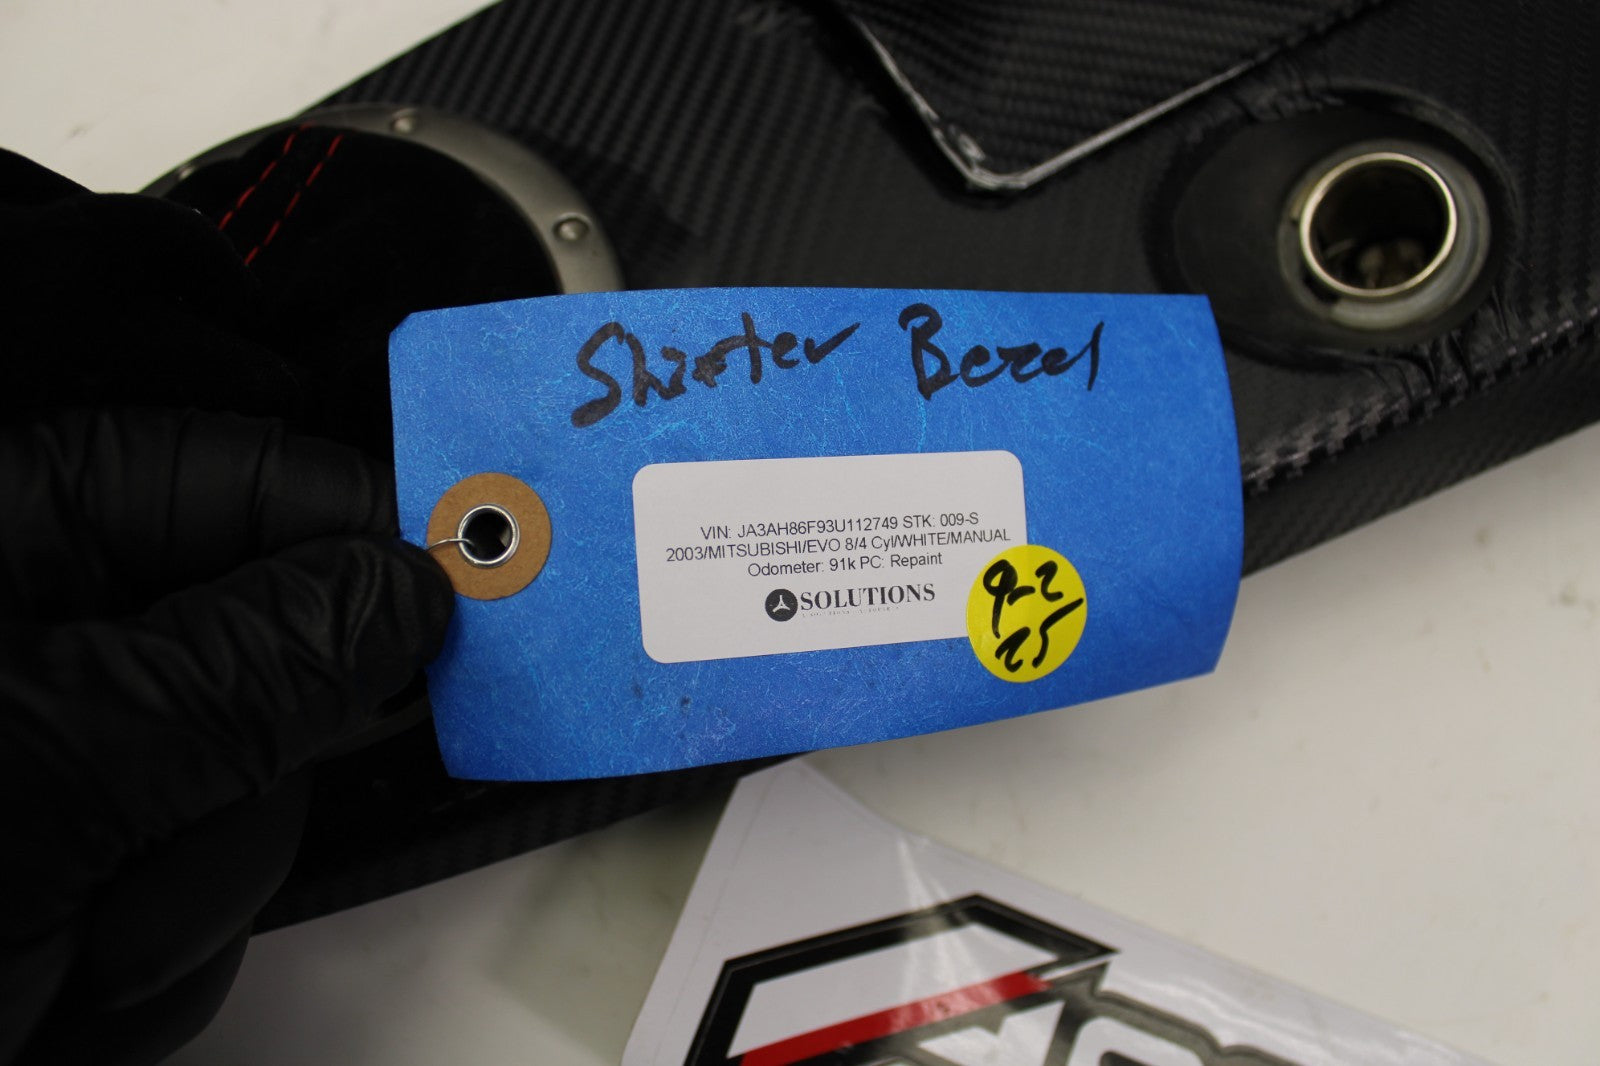 Shifter Bezel
VIN: JA3AH86F93U112749 STK: 009-S
2003/MITSUBISHI/EVO 8/4 Cyl/WHITE/MANUAL
Odometer: 91k PC: Repaint
SOLUTIONS
9-22
25